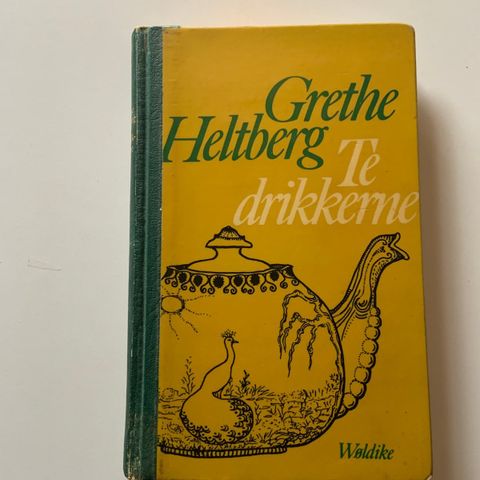 Grethe
Heltberg
Te
drikkerne
Wøldike